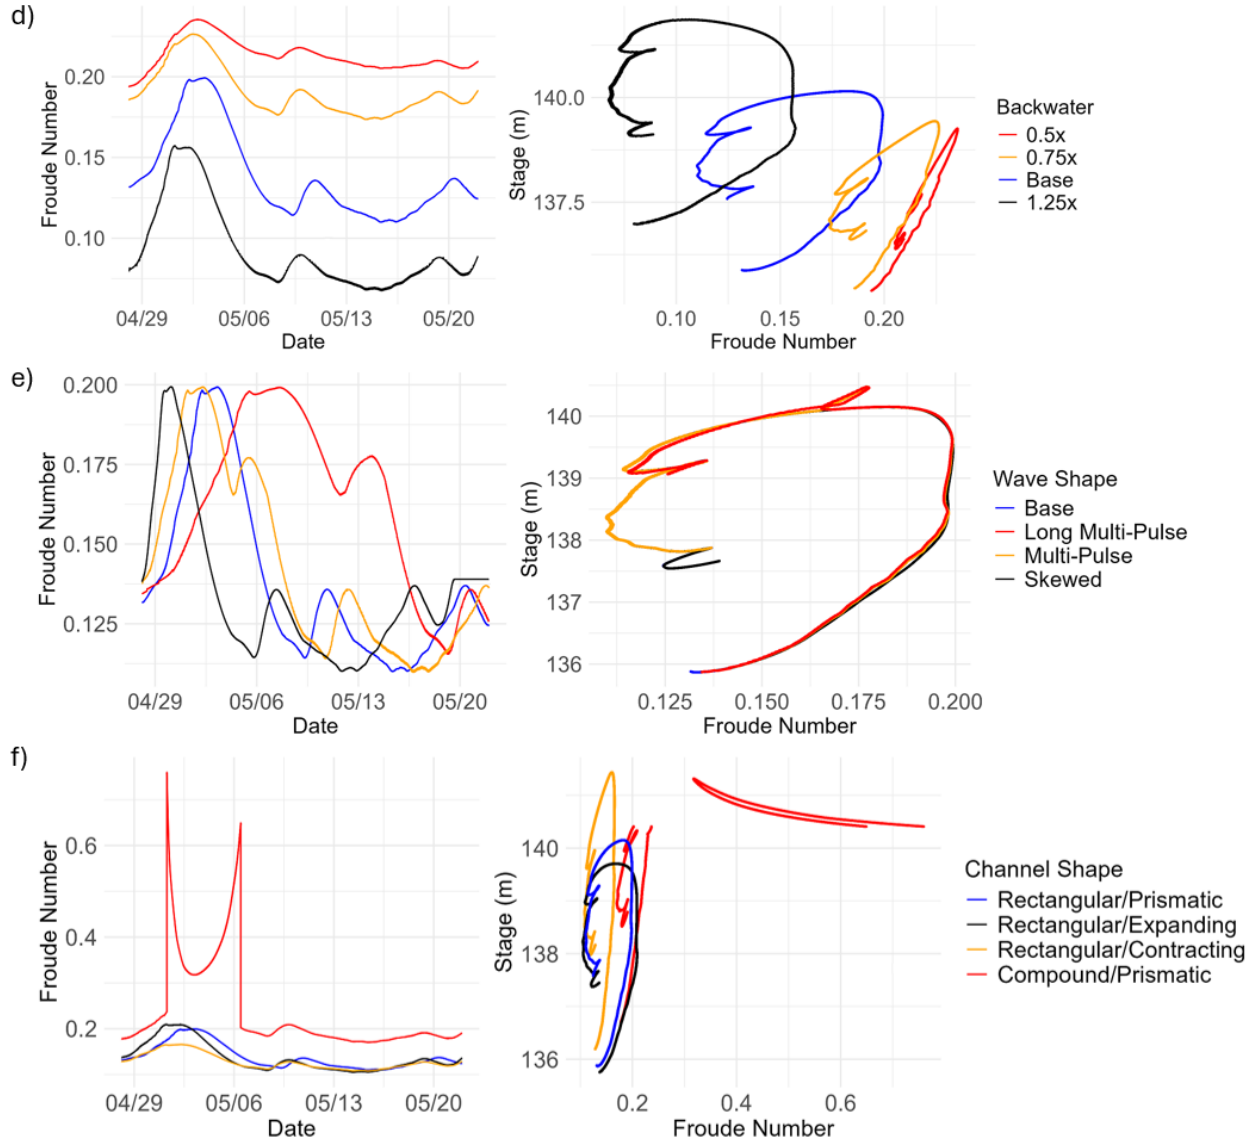 d)
Froude Number
0.20
0.15
0.10
04/29 05/06 05/13 05/20
Date
Stage (m)
140.0
137.5
0.10 0.15 0.20
Froude Number
Backwater
0.5x
0.75x
Base
1.25x
e)
Froude Number
0.200
0.175
0.150
0.125
04/29 05/06 05/13 05/20
Date
Stage (m)
140
139
138
137
136
0.125 0.150 0.175 0.200
Froude Number
Wave Shape
Base
Long Multi-Pulse
Multi-Pulse
Skewed
f)
Froude Number
0.6
0.4
0.2
04/29 05/06 05/13 05/20
Date
Stage (m)
140
138
136
0.2 0.4 0.6
Froude Number
Channel Shape
Rectangular/Prismatic
Rectangular/Expanding
Rectangular/Contracting
Compound/Prismatic